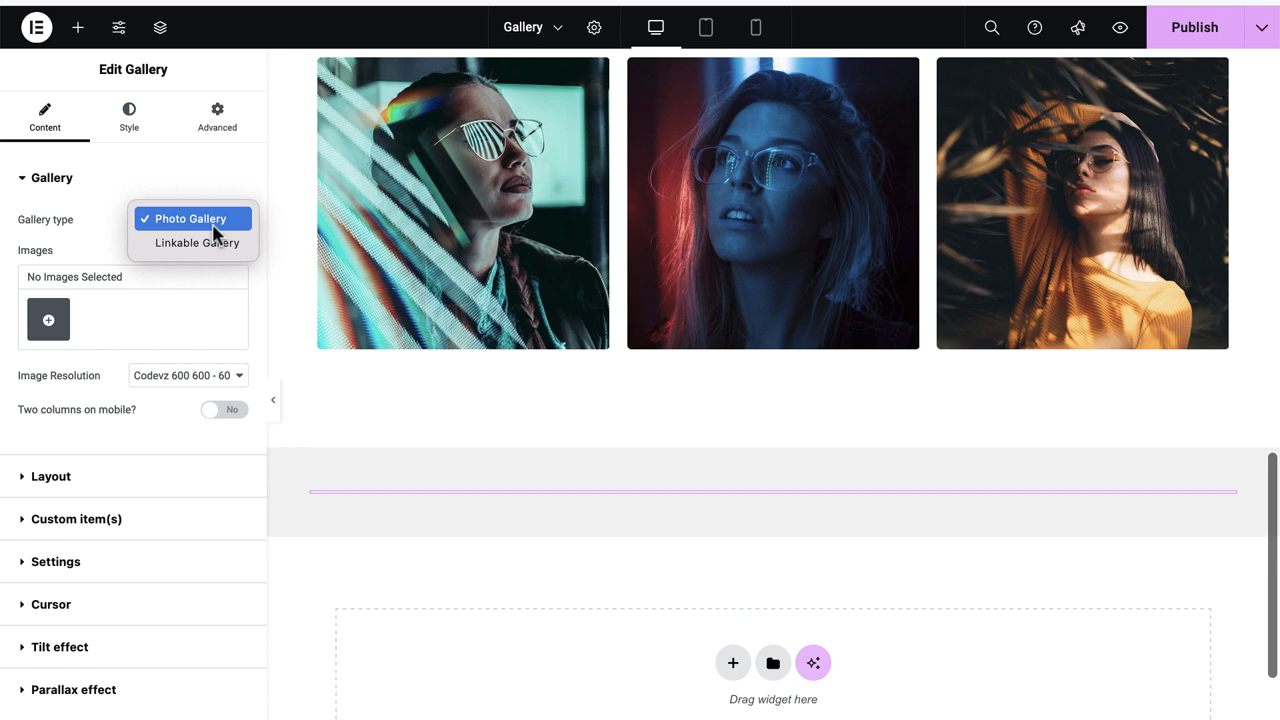 Gallery
Publish
Edit Gallery
Content
Style
Advanced
Gallery
Gallery type
✓ Photo Gallery
Linkable Gallery
Images
No Images Selected
Image Resolution
Codevz 600 600 - 60
Two columns on mobile?
No
Layout
Custom item(s)
Settings
Cursor
Tilt effect
Parallax effect
Drag widget here